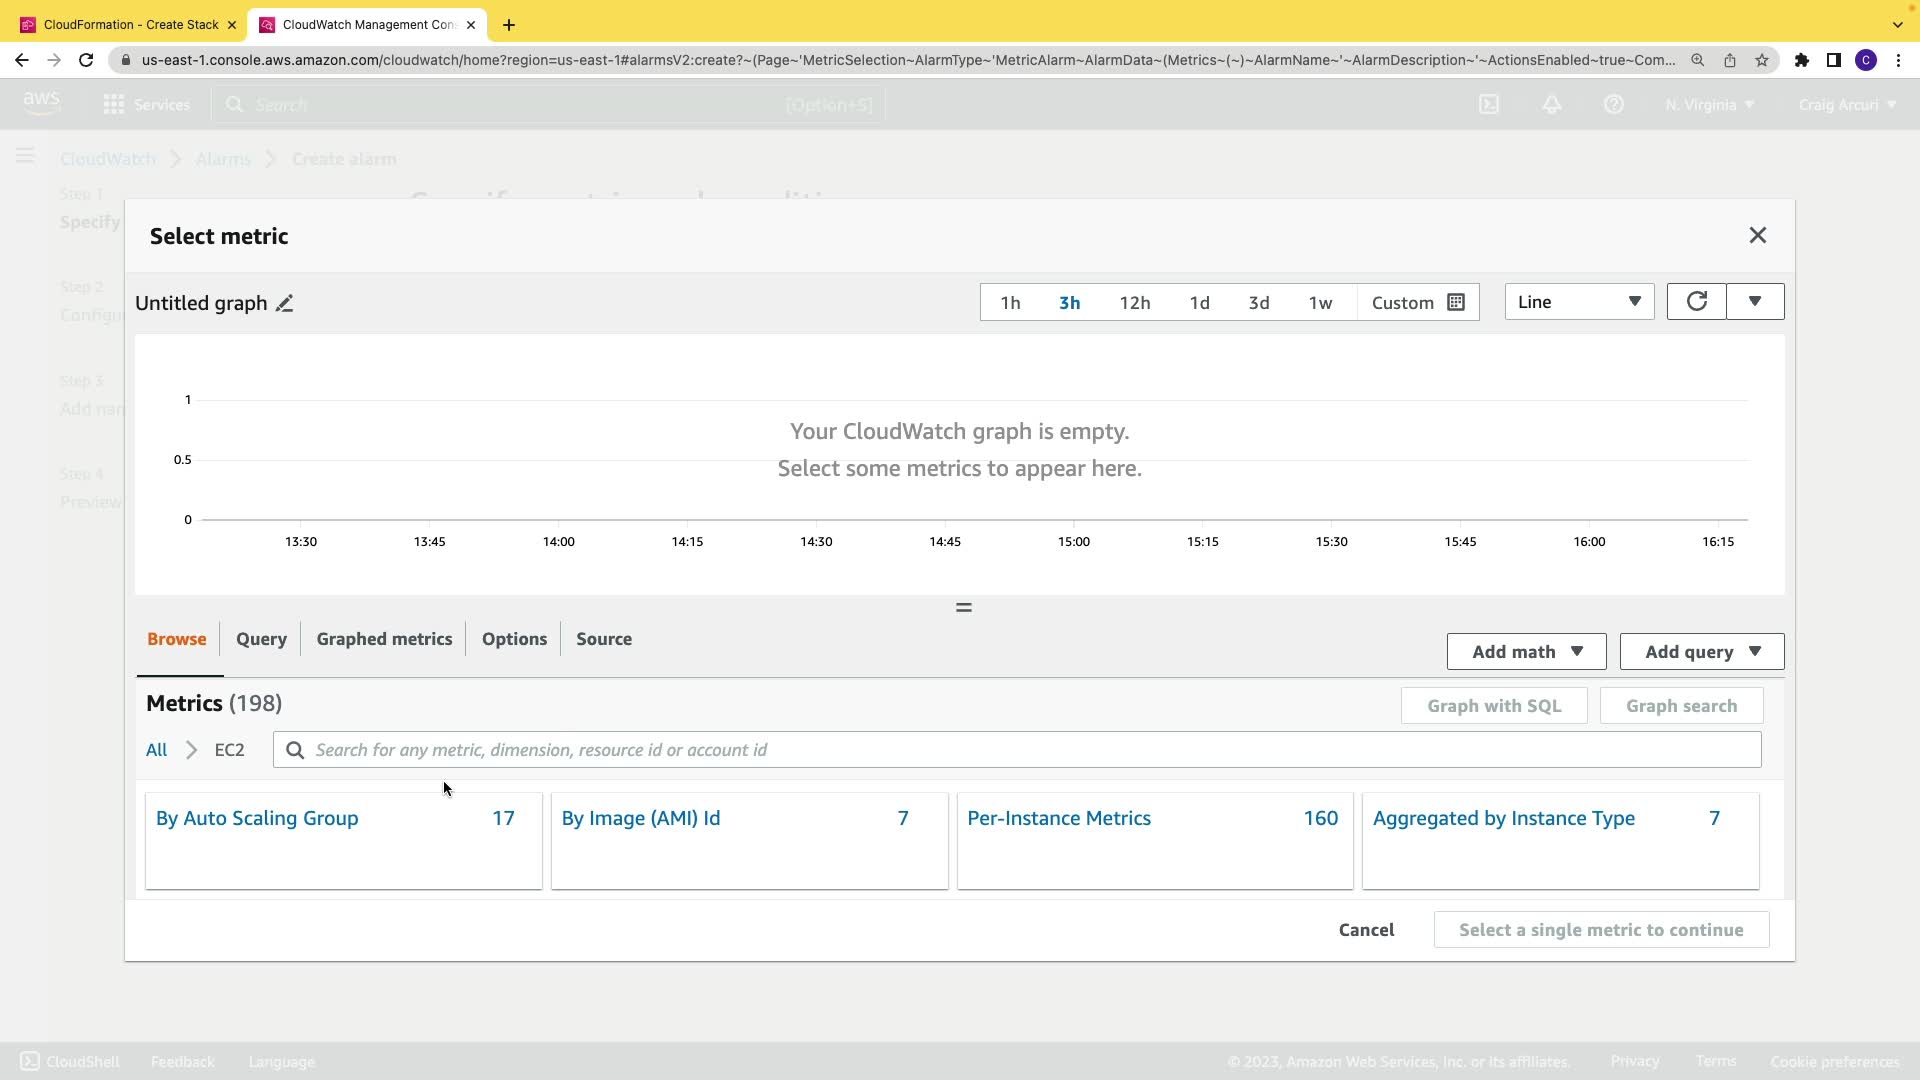 CloudFormation - Create Stack
CloudWatch Management Con
us-east-1.console.aws.amazon.com/cloudwatch/home?region=us-east-1#alarmsV2:create?~(Page~'MetricSelection~AlarmType~'MetricAlarm~AlarmData~(Metrics~(~)~AlarmName~'~AlarmDescription~'~ActionsEnabled~true~Com...
C
aws
Services
Search
[Option+S]
N. Virginia
Craig Arcuri
CloudWatch
Alarms
Create alarm
Step 1
Specify
Step 2
Step 3
Step 4
Preview
Select metric
Untitled graph
1h
3h
12h
1d
3d
1w
Custom
Line
1
0.5
0
Your CloudWatch graph is empty.
Select some metrics to appear here.
13:30
13:45
14:00
14:15
14:30
14:45
15:00
15:15
15:30
15:45
16:00
16:15
Browse
Query
Graphed metrics
Options
Source
Add math
Add query
Metrics (198)
Graph with SQL
Graph search
All
EC2
Search for any metric, dimension, resource id or account id
By Auto Scaling Group 17
By Image (AMI) Id 7
Per-Instance Metrics 160
Aggregated by Instance Type 7
Cancel
Select a single metric to continue
CloudShell
Feedback
Language
© 2023, Amazon Web Services, Inc. or its affiliates.
Privacy
Terms
Cookie preferences